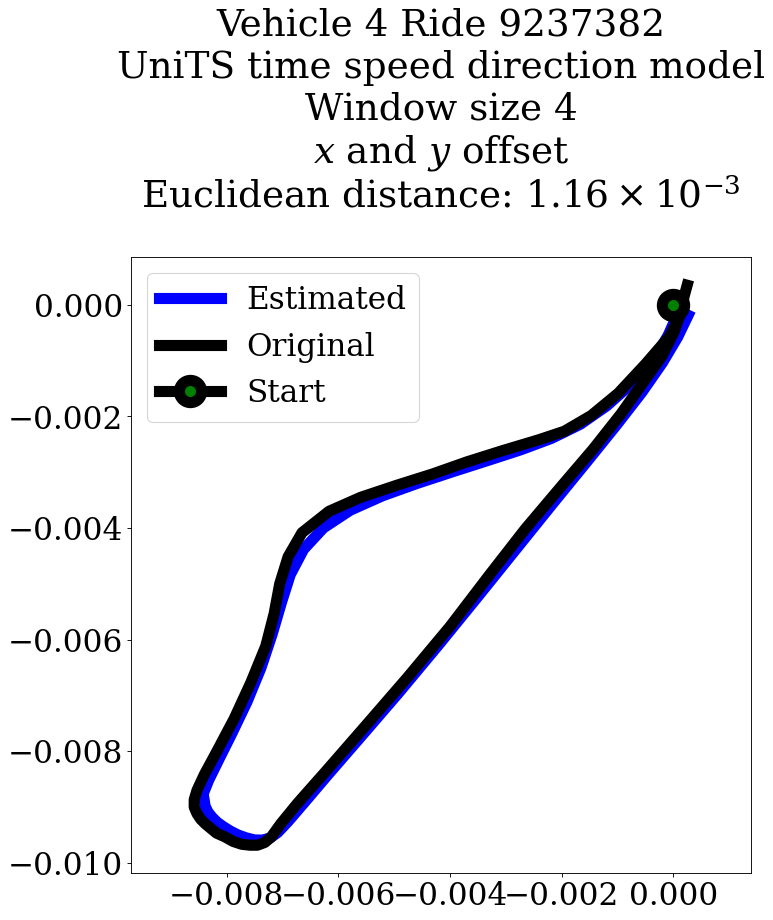 Vehicle 4 Ride 9237382
UniTS time speed direction model
Window size 4
x and y offset
Euclidean distance: 1.16 × 10⁻³
Estimated
Original
Start
0.000
−0.002
−0.004
−0.006
−0.008
−0.010
−0.008−0.006−0.004−0.002 0.000